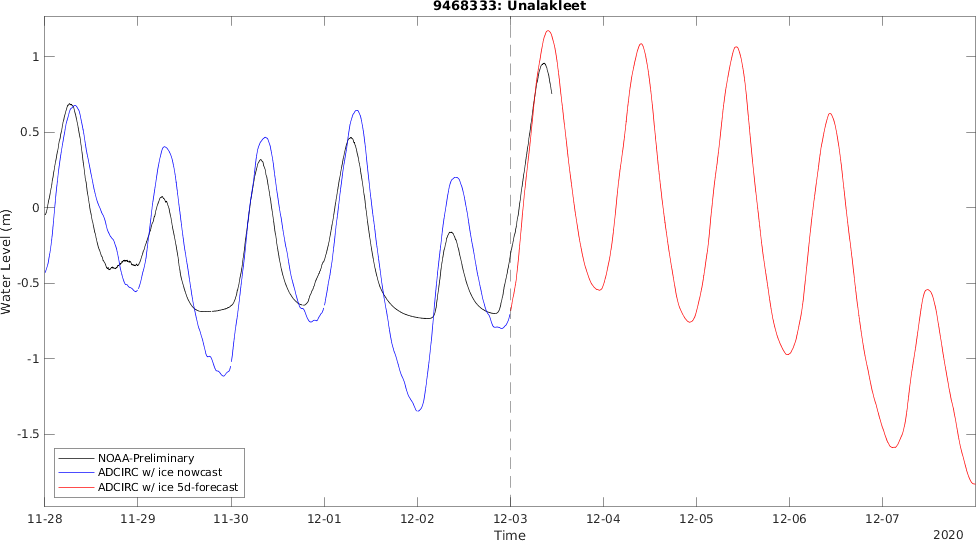 9468333: Unalakleet
Water Level (m)
1
0.5
0
-0.5
-1
-1.5
NOAA-Preliminary
ADCIRC w/ ice nowcast
ADCIRC w/ ice 5d-forecast
11-28 11-29 11-30 12-01 12-02 12-03 12-04 12-05 12-06 12-07
Time
2020